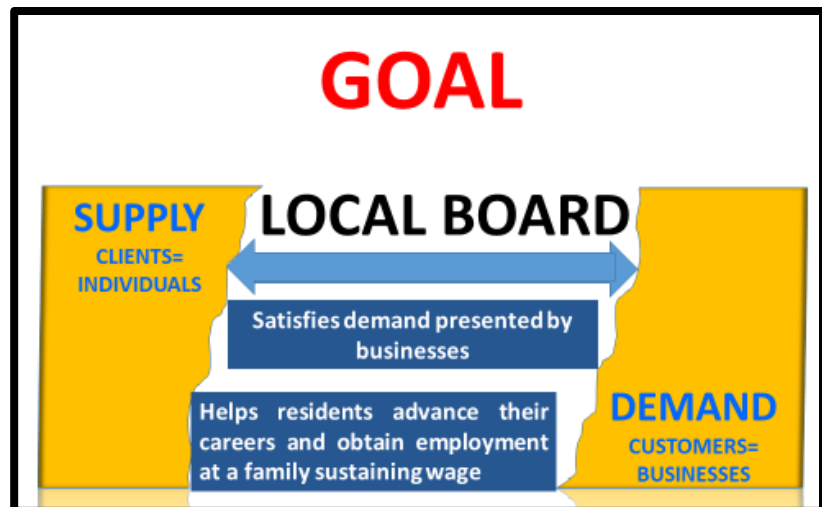 GOAL
SUPPLY
CLIENTS=
INDIVIDUALS
LOCAL BOARD
Satisfies demand presented by
businesses
Helps residents advance their
careers and obtain employment
at a family sustaining wage
DEMAND
CUSTOMERS=
BUSINESSES